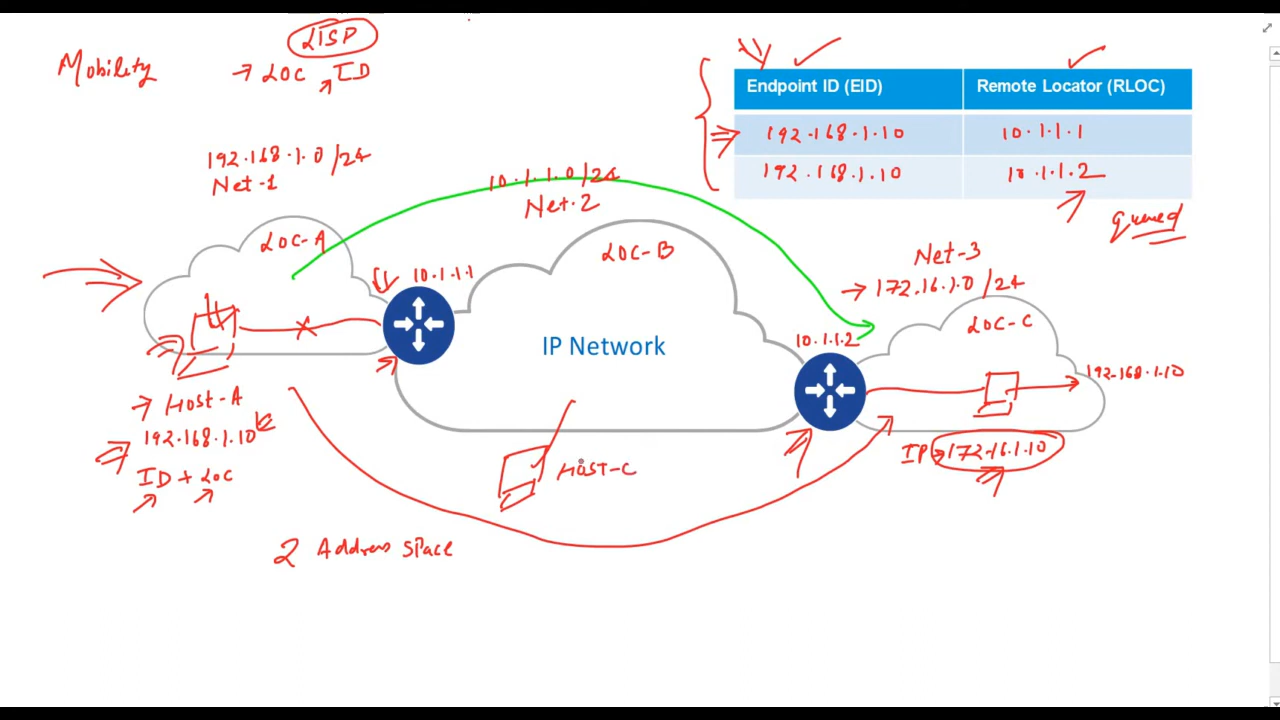 LISP
Mobility → LOC ID
Endpoint ID (EID) Remote Locator (RLOC)
192.168.1.10 10.1.1.1
192.168.1.10 10.1.1.2
queued
192.168.1.0/24
Net-1
10.1.1.0/24
Net-2
Net-3
→ 172.16.1.0/24
LOC-A
LOC-B
LOC-C
10.1.1.1
10.1.1.2
IP Network
192.168.1.10
→ HOST-A
192.168.1.10
ID + LOC
IP → 172.16.1.10
HOST-C
2 Address space